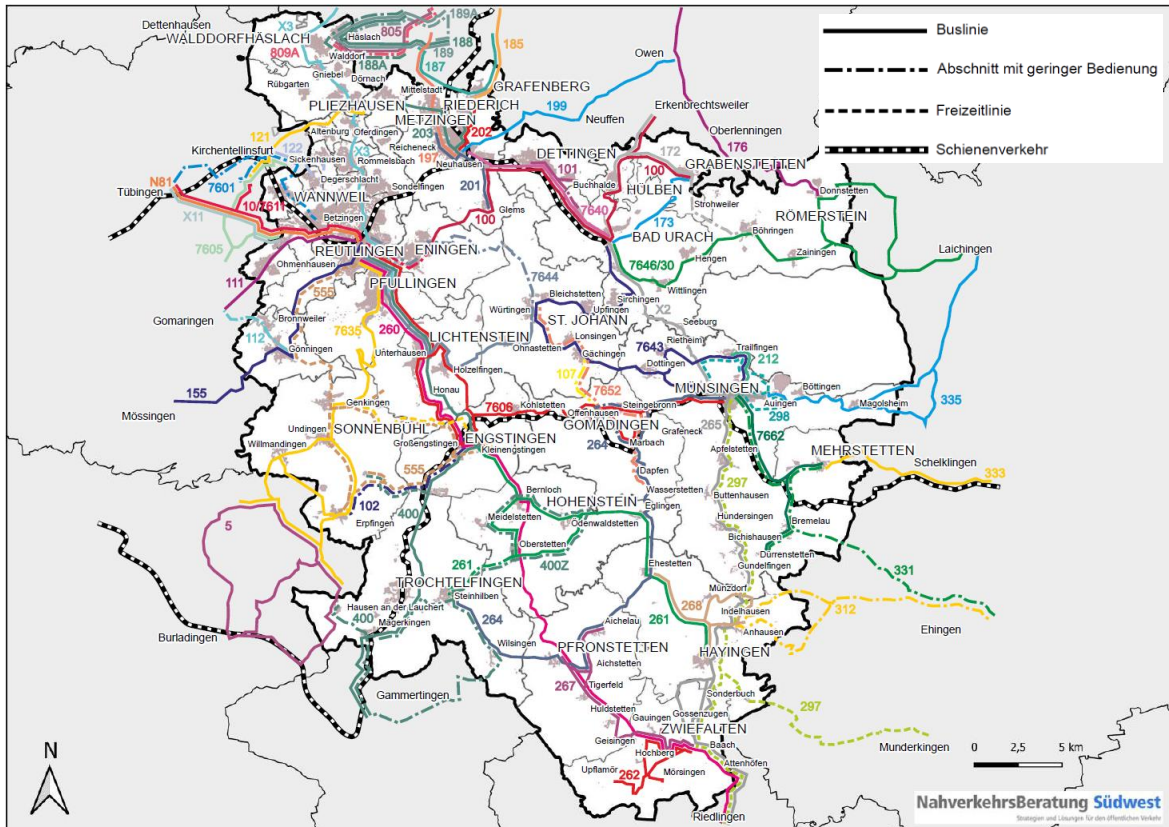 Dettenhausen
X3
189A
WALDDORFHÄSLACH
Häslach
805
188
185
809A
Walddorf
189
188A
187
Owen
Gniebel
Dörnach
Mittelstadt
GRAFENBERG
Rübgarten
PLIEZHAUSEN
RIEDERICH
199
Erkenbrechtsweiler
METZINGEN
203
202
Neuffen
121
Altenburg
Oferdingen
Reicheneck
Oberlenningen
Kirchentellinsfurt
122
X3
197
DETTINGEN
172
176
Sickenhausen
Rommelsbach
Neuhausen
101
100
GRABENSTETTEN
N81
7601
Degerschlacht
Sondelfingen
201
Buchhalde
HÜLBEN
Donnstetten
Tübingen
WANNWEIL
7640
Strohweiler
RÖMERSTEIN
X11
10/7611
Betzingen
100
Glems
173
Böhringen
BAD URACH
7605
REUTLINGEN
ENINGEN
Hengen
Zainingen
Laichingen
111
Ohmenhausen
7644
7646/30
Wittlingen
PFULLINGEN
555
Bleichstetten
Sirchingen
Gomaringen
Bronnweiler
7635
260
Würtingen
Upfingen
X2
ST. JOHANN
Seeburg
112
LICHTENSTEIN
Lonsingen
Rietheim
Gönningen
Unterhausen
Ohnastetten
7643
Trailfingen
Gächingen
212
Holzelfingen
Dottingen
155
107
Honau
MÜNSINGEN
Böttingen
Mössingen
7652
335
Genkingen
7606
Kohlstetten
Steingebronn
Auingen
Magolsheim
Offenhausen
298
Undingen
SONNENBÜHL
GOMADINGEN
265
Willmandingen
Großengstingen
ENGSTINGEN
264
Grafeneck
7662
Marbach
Kleinengstingen
Apfelstetten
MEHRSTETTEN
555
Schelklingen
Dapfen
297
333
Wasserstetten
102
400
Bernloch
HOHENSTEIN
Buttenhausen
Erpfingen
Eglingen
Meidelstetten
Hundersingen
Bremelau
5
Odenwaldstetten
Bichishausen
Oberstetten
Dürrenstetten
261
400Z
Ehestetten
Gundelfingen
331
TROCHTELFINGEN
Münzdorf
Steinhilben
268
312
Hausen an der Lauchert
Indelhausen
400
264
Aichelau
261
Mägerkingen
Anhausen
Ehingen
Burladingen
Wilsingen
PFRONSTETTEN
HAYINGEN
Aichstetten
267
Tigerfeld
Gammertingen
Sonderbuch
Huldstetten
297
Gossenzugen
Gauingen
ZWIEFALTEN
Geisingen
Munderkingen
Baach
Hochberg
Attenhöfen
Upflamör
262
Mörsingen
Riedlingen
Buslinie
Abschnitt mit geringer Bedienung
Freizeitlinie
Schienenverkehr
N
0 2,5 5 km
NahverkehrsBeratung Südwest
Strategien und Lösungen für den öffentlichen Verkehr